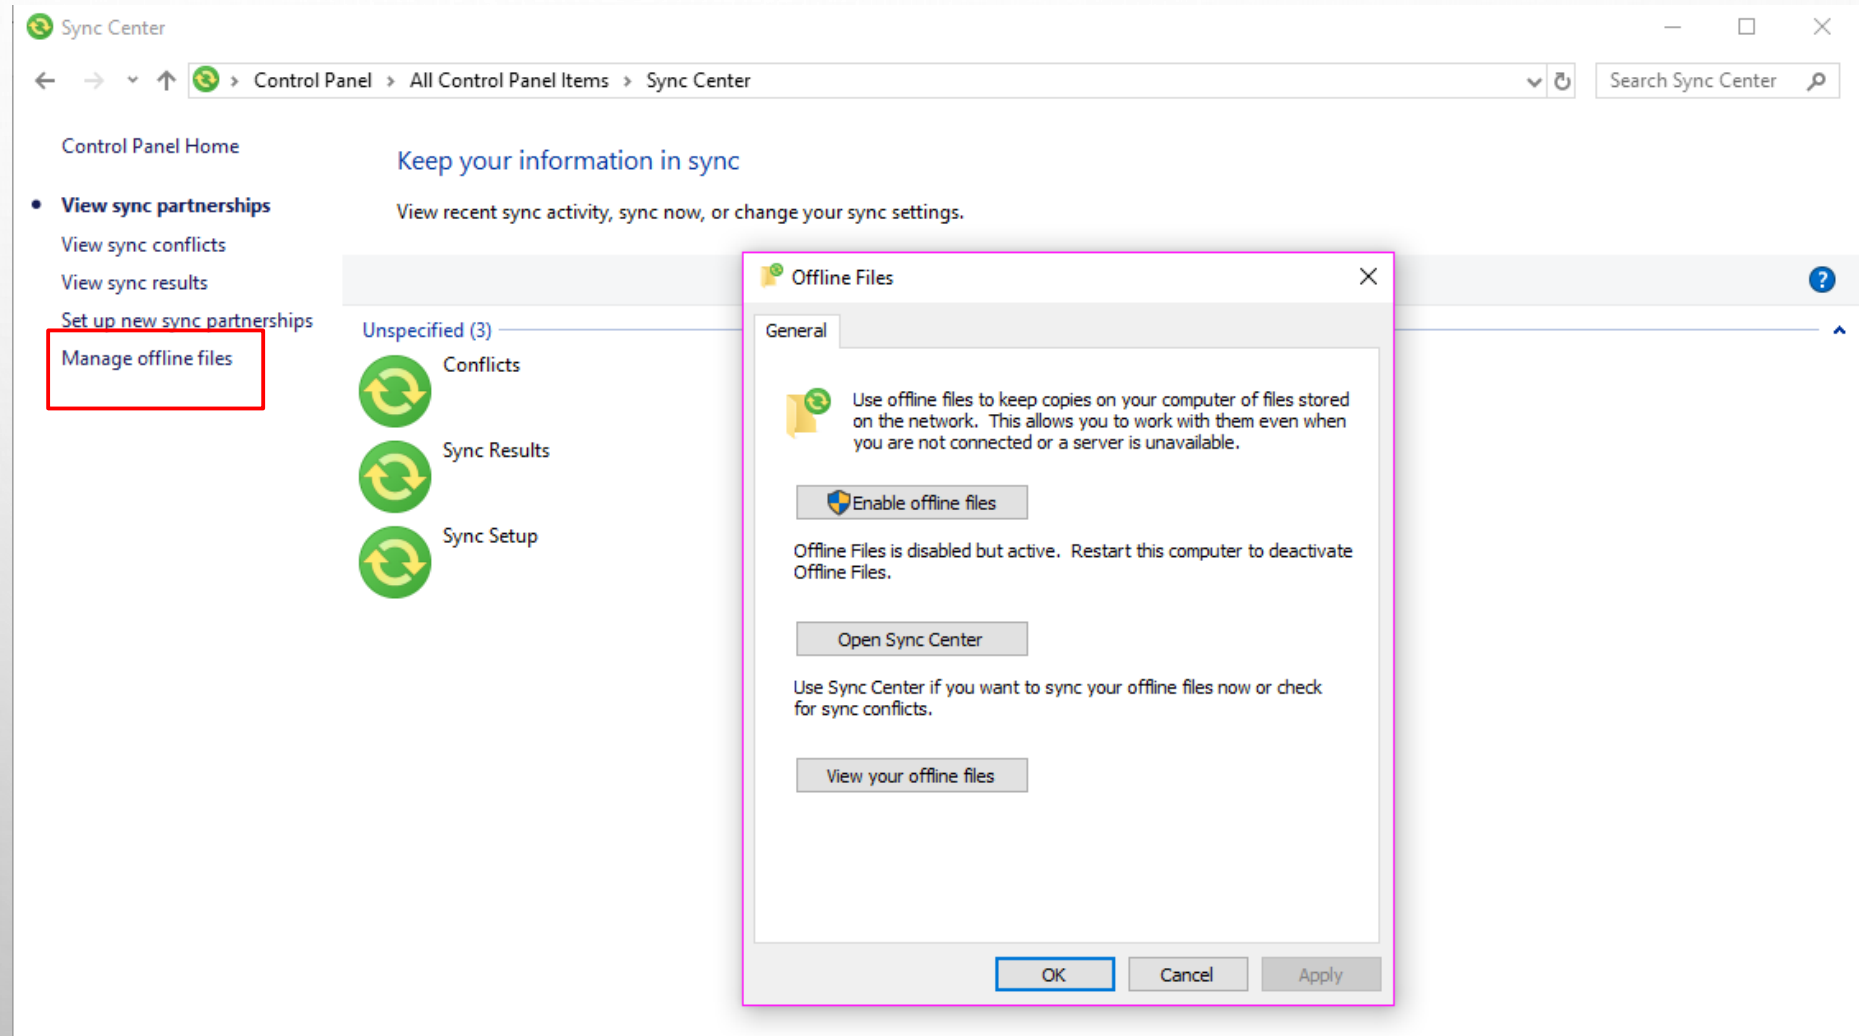 Sync Center
Control Panel > All Control Panel Items > Sync Center
Search Sync Center
Control Panel Home
View sync partnerships
View sync conflicts
View sync results
Set up new sync partnerships
Manage offline files
Keep your information in sync
View recent sync activity, sync now, or change your sync settings.
?
Unspecified (3)
Conflicts
Sync Results
Sync Setup
Offline Files
General
Use offline files to keep copies on your computer of files stored
on the network. This allows you to work with them even when
you are not connected or a server is unavailable.
Enable offline files
Offline Files is disabled but active. Restart this computer to deactivate
Offline Files.
Open Sync Center
Use Sync Center if you want to sync your offline files now or check
for sync conflicts.
View your offline files
OK
Cancel
Apply